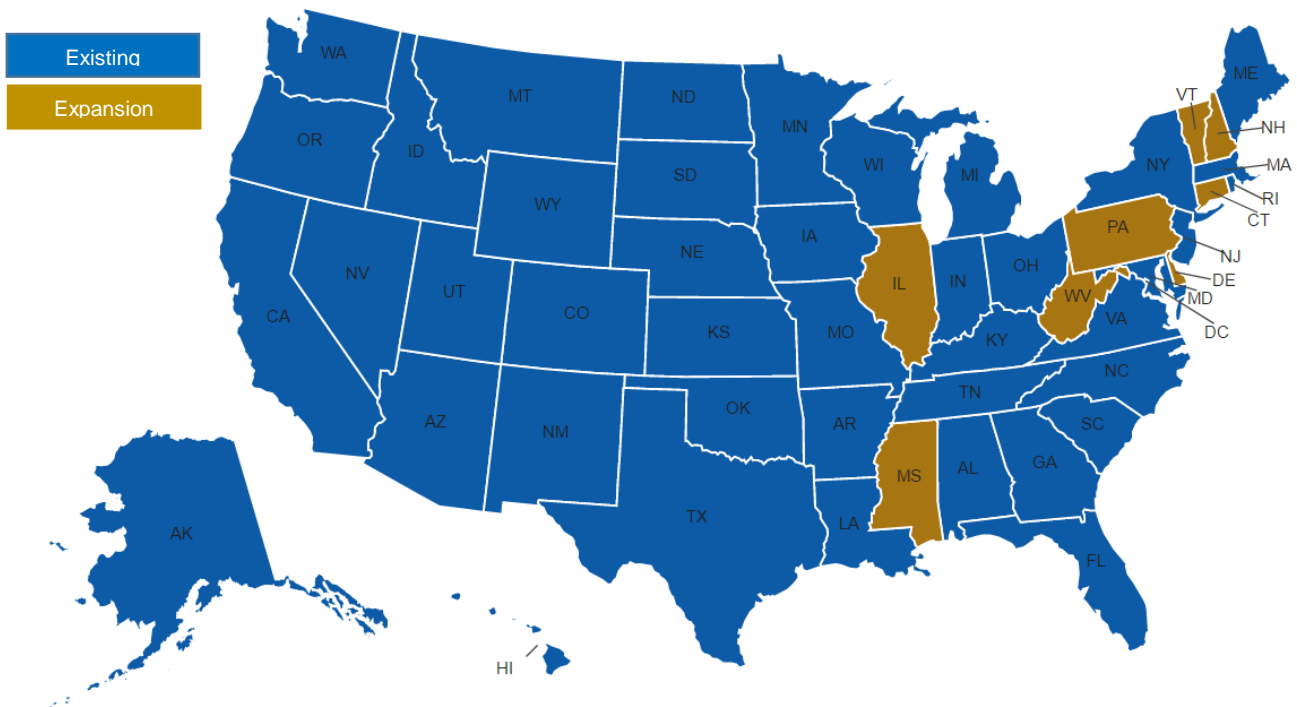 Existing
Expansion
WA
OR
ID
MT
ND
MN
SD
WY
WI
MI
ME
VT
NH
NY
MA
RI
CT
PA
NJ
DE
MD
DC
NE
IA
IL
IN
OH
WV
VA
NV
UT
CA
CO
KS
MO
KY
NC
TN
AZ
NM
OK
AR
SC
MS
AL
GA
TX
LA
FL
AK
HI